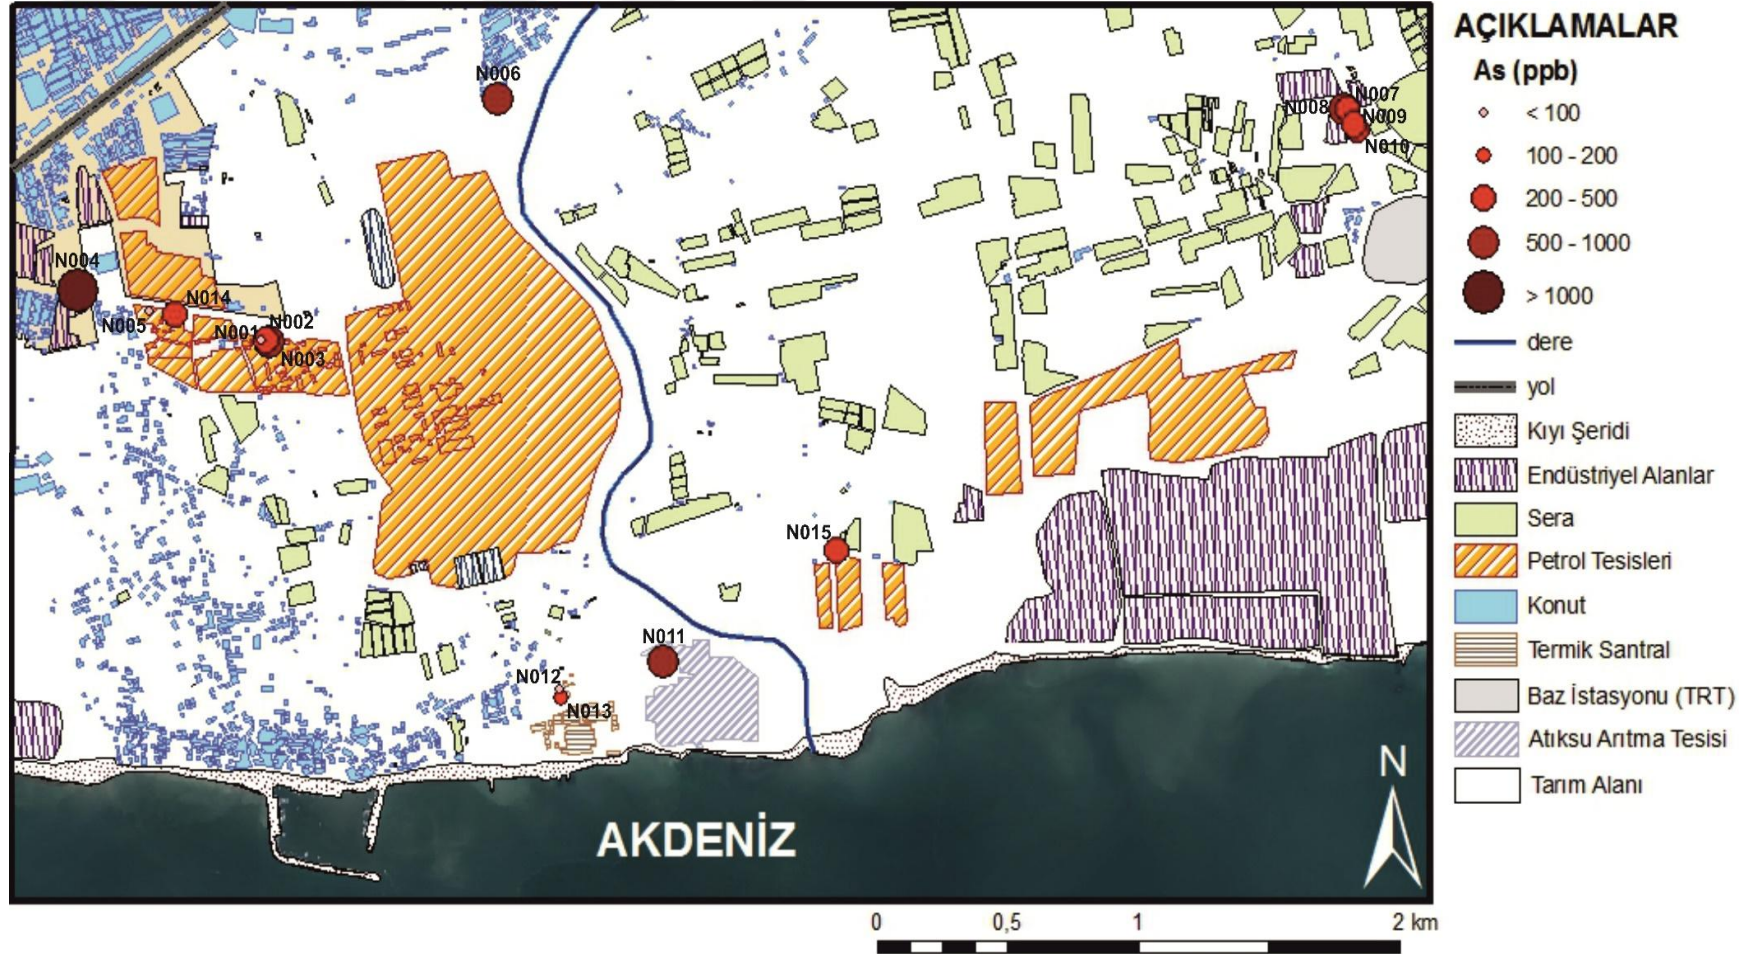 AÇIKLAMALAR
As (ppb)
< 100
100 - 200
200 - 500
500 - 1000
> 1000
dere
yol
Kıyı Şeridi
Endüstriyel Alanlar
Sera
Petrol Tesisleri
Konut
Termik Santral
Baz İstasyonu (TRT)
Atıksu Arıtma Tesisi
Tarım Alanı
N006
N007
N008
N009
N010
N004
N014
N005
N001
N002
N003
N015
N011
N012
N013
AKDENİZ
N
0 0,5 1 2 km